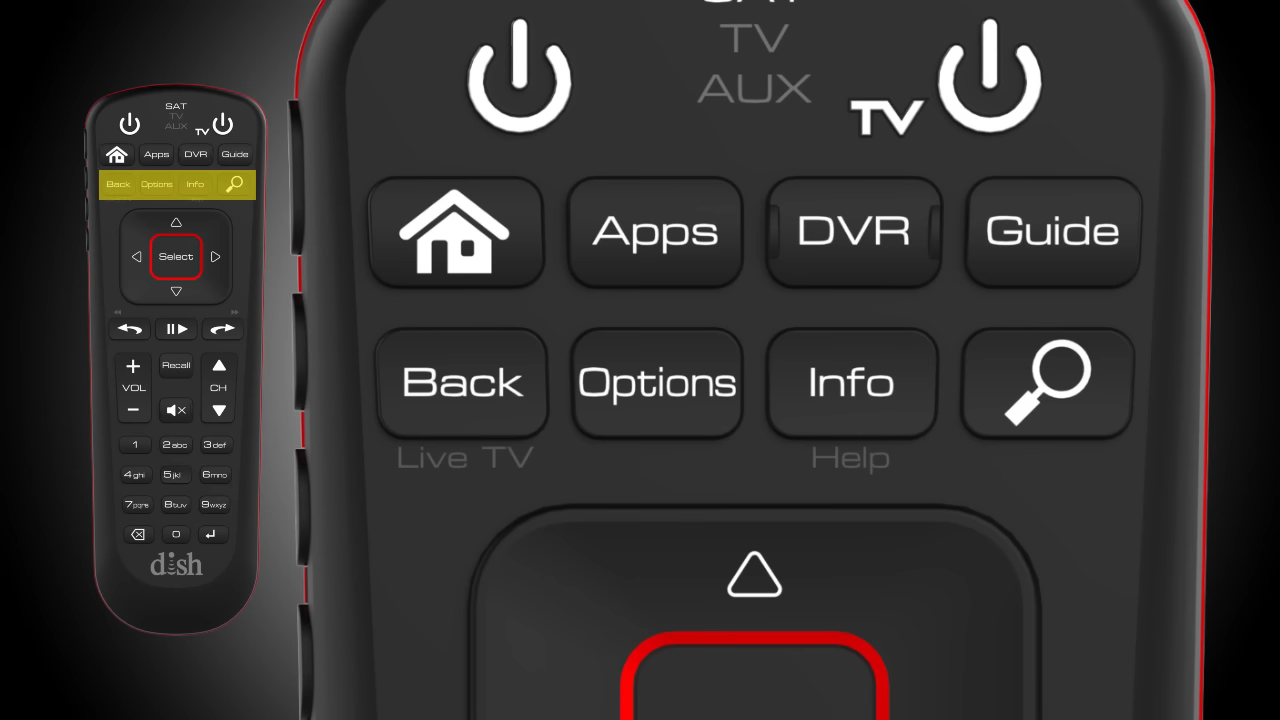 SAT
TV
AUX
TV
Apps DVR Guide
Back Options Info
Select
VOL Recall CH
1 2abc 3def
4ghi 5jkl 6mno
7pqrs 8tuv 9wxyz
0
dish
SAT
TV
AUX
TV
Apps DVR Guide
Back Options Info
Live TV Help